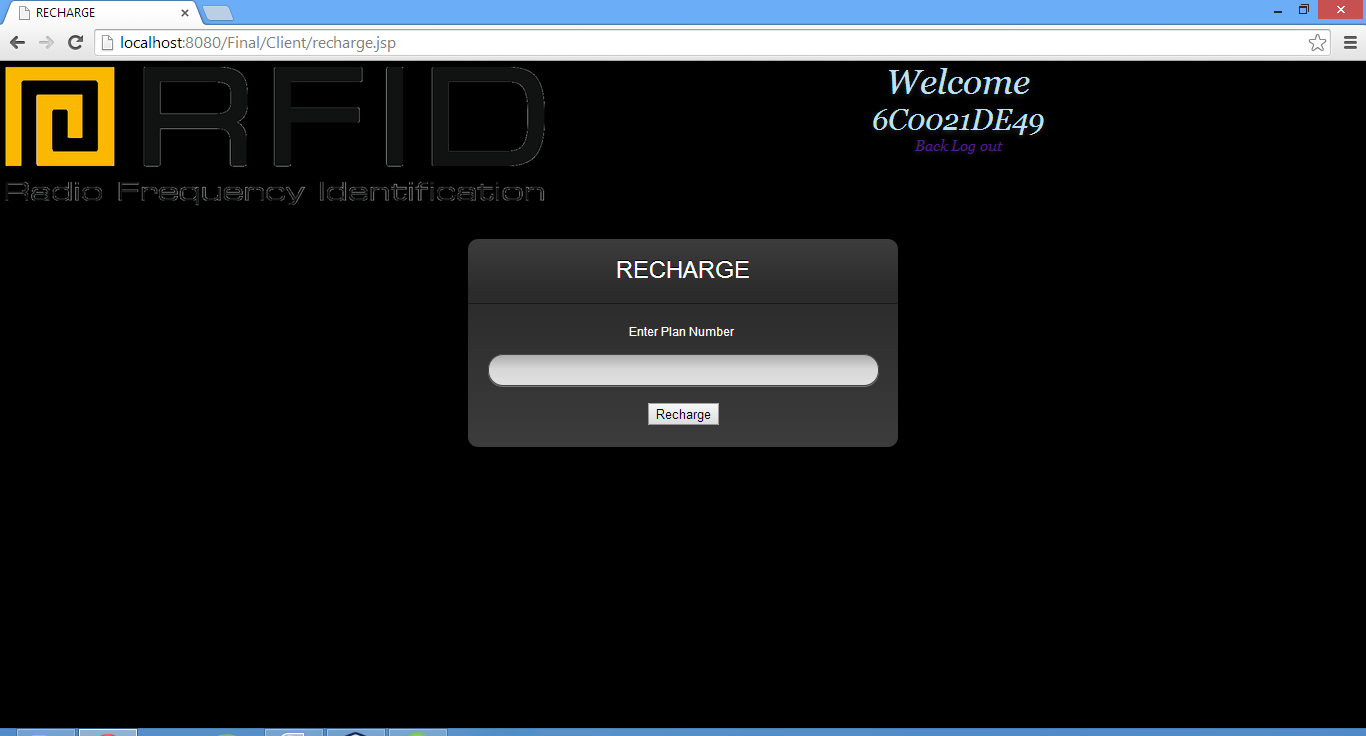 RECHARGE
localhost:8080/Final/Client/recharge.jsp
RFID
Radio Frequency Identification
Welcome
6C0021DE49
Back Log out
RECHARGE
Enter Plan Number
Recharge